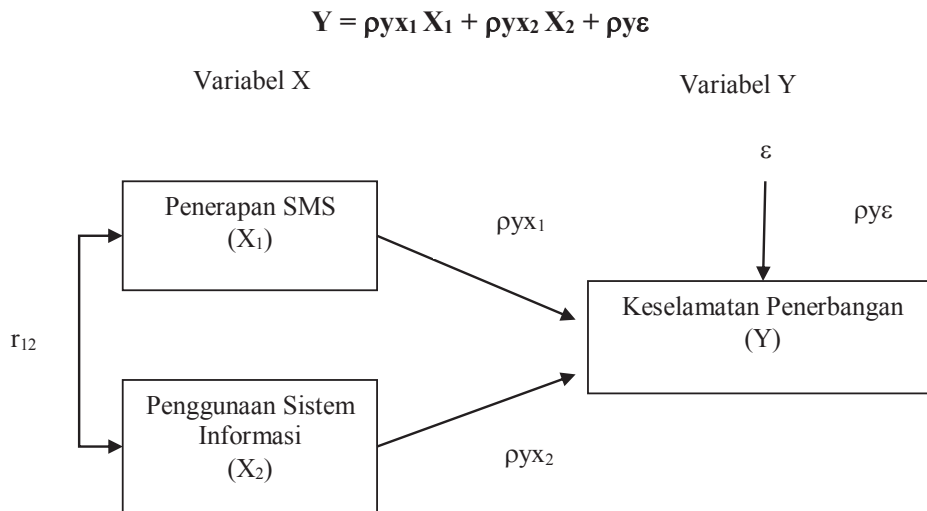 Y = ρyx₁ X₁ + ρyx₂ X₂ + ρyε
Variabel X
Variabel Y
ε
Penerapan SMS
(X₁)
ρyx₁
ρyε
Keselamatan Penerbangan
(Y)
r₁₂
Penggunaan Sistem
Informasi
(X₂)
ρyx₂